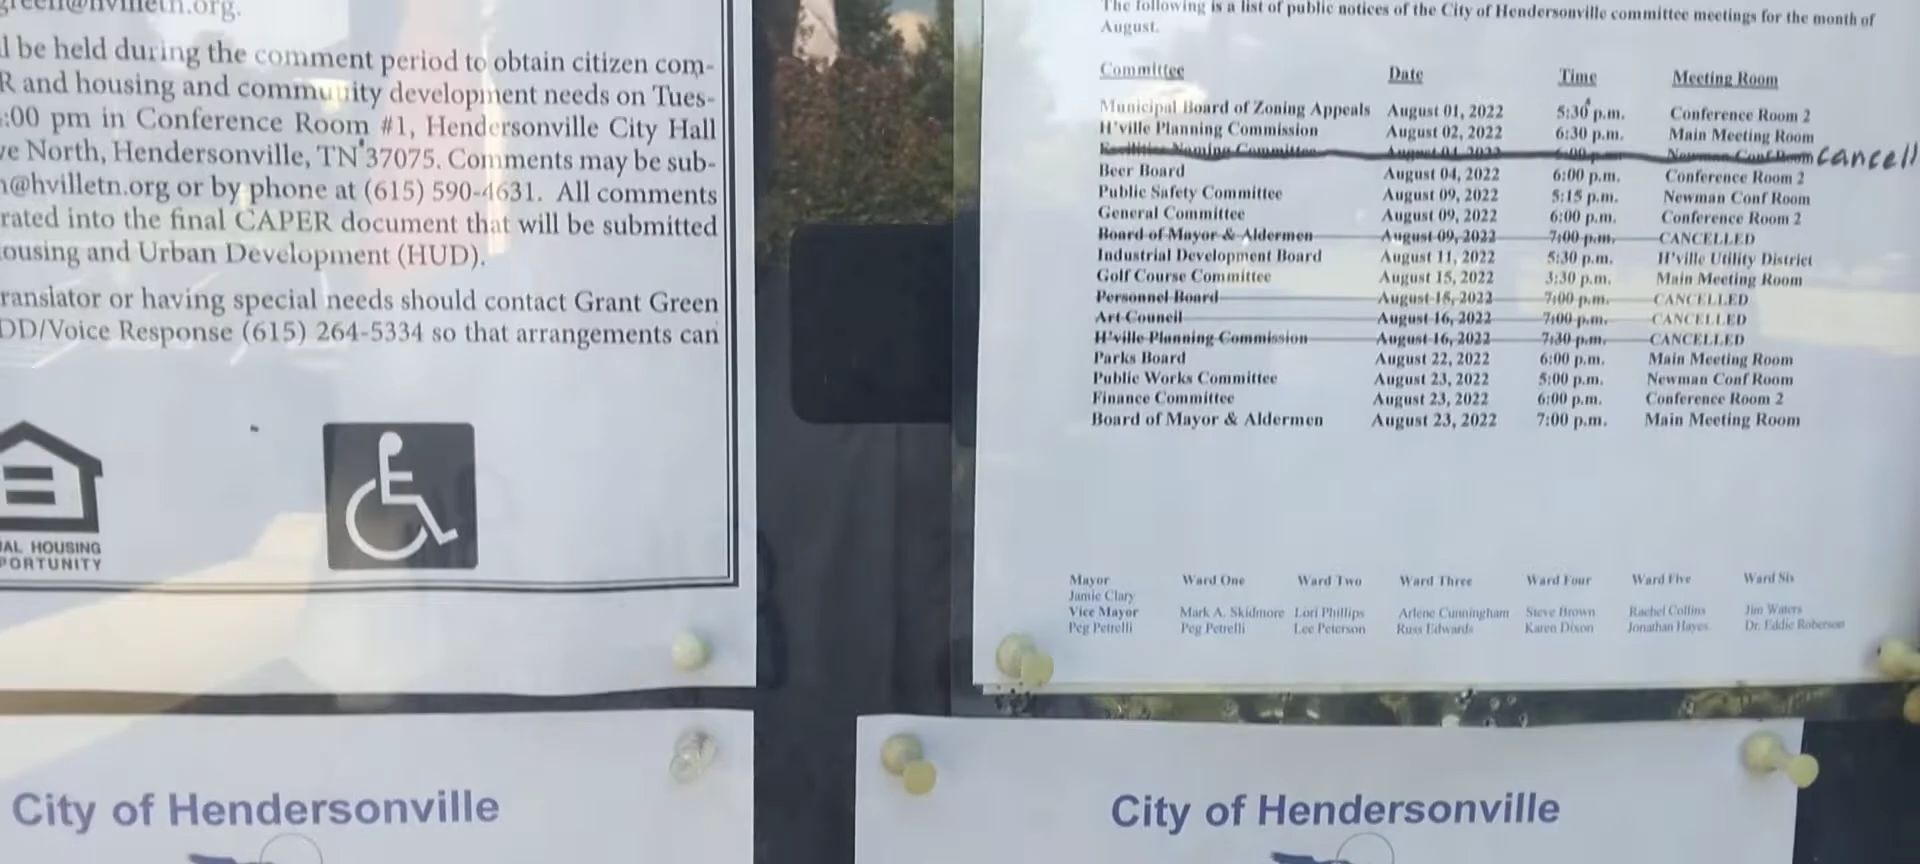 green@hvilletn.org.
l be held during the comment period to obtain citizen com-
R and housing and community development needs on Tues-
:00 pm in Conference Room #1, Hendersonville City Hall
ve North, Hendersonville, TN 37075. Comments may be sub-
n@hvilletn.org or by phone at (615) 590-4631. All comments
rated into the final CAPER document that will be submitted
ousing and Urban Development (HUD).
ranslator or having special needs should contact Grant Green
DD/Voice Response (615) 264-5334 so that arrangements can
AL HOUSING
PORTUNITY
The following is a list of public notices of the City of Hendersonville committee meetings for the month of
August.
Committee Date Time Meeting Room
Municipal Board of Zoning Appeals August 01, 2022 5:30 p.m. Conference Room 2
H'ville Planning Commission August 02, 2022 6:30 p.m. Main Meeting Room
Facilities Naming Committee August 04, 2022 6:00 p.m. Newman Conf Room Cancell
Beer Board August 04, 2022 6:00 p.m. Conference Room 2
Public Safety Committee August 09, 2022 5:15 p.m. Newman Conf Room
General Committee August 09, 2022 6:00 p.m. Conference Room 2
Board of Mayor & Aldermen August 09, 2022 7:00 p.m. CANCELLED
Industrial Development Board August 11, 2022 5:30 p.m. H'ville Utility District
Golf Course Committee August 15, 2022 3:30 p.m. Main Meeting Room
Personnel Board August 15, 2022 7:00 p.m. CANCELLED
Art Council August 16, 2022 7:00 p.m. CANCELLED
H'ville Planning Commission August 16, 2022 7:30 p.m. CANCELLED
Parks Board August 22, 2022 6:00 p.m. Main Meeting Room
Public Works Committee August 23, 2022 5:00 p.m. Newman Conf Room
Finance Committee August 23, 2022 6:00 p.m. Conference Room 2
Board of Mayor & Aldermen August 23, 2022 7:00 p.m. Main Meeting Room
Mayor Ward One Ward Two Ward Three Ward Four Ward Five Ward Six
Jamie Clary
Vice Mayor Mark A. Skidmore Lori Phillips Arlene Cunningham Steve Brown Rachel Collins Jim Waters
Peg Petrelli Peg Petrelli Lee Peterson Russ Edwards Karen Dixon Jonathan Hayes Dr. Eddie Roberson
City of Hendersonville
City of Hendersonville